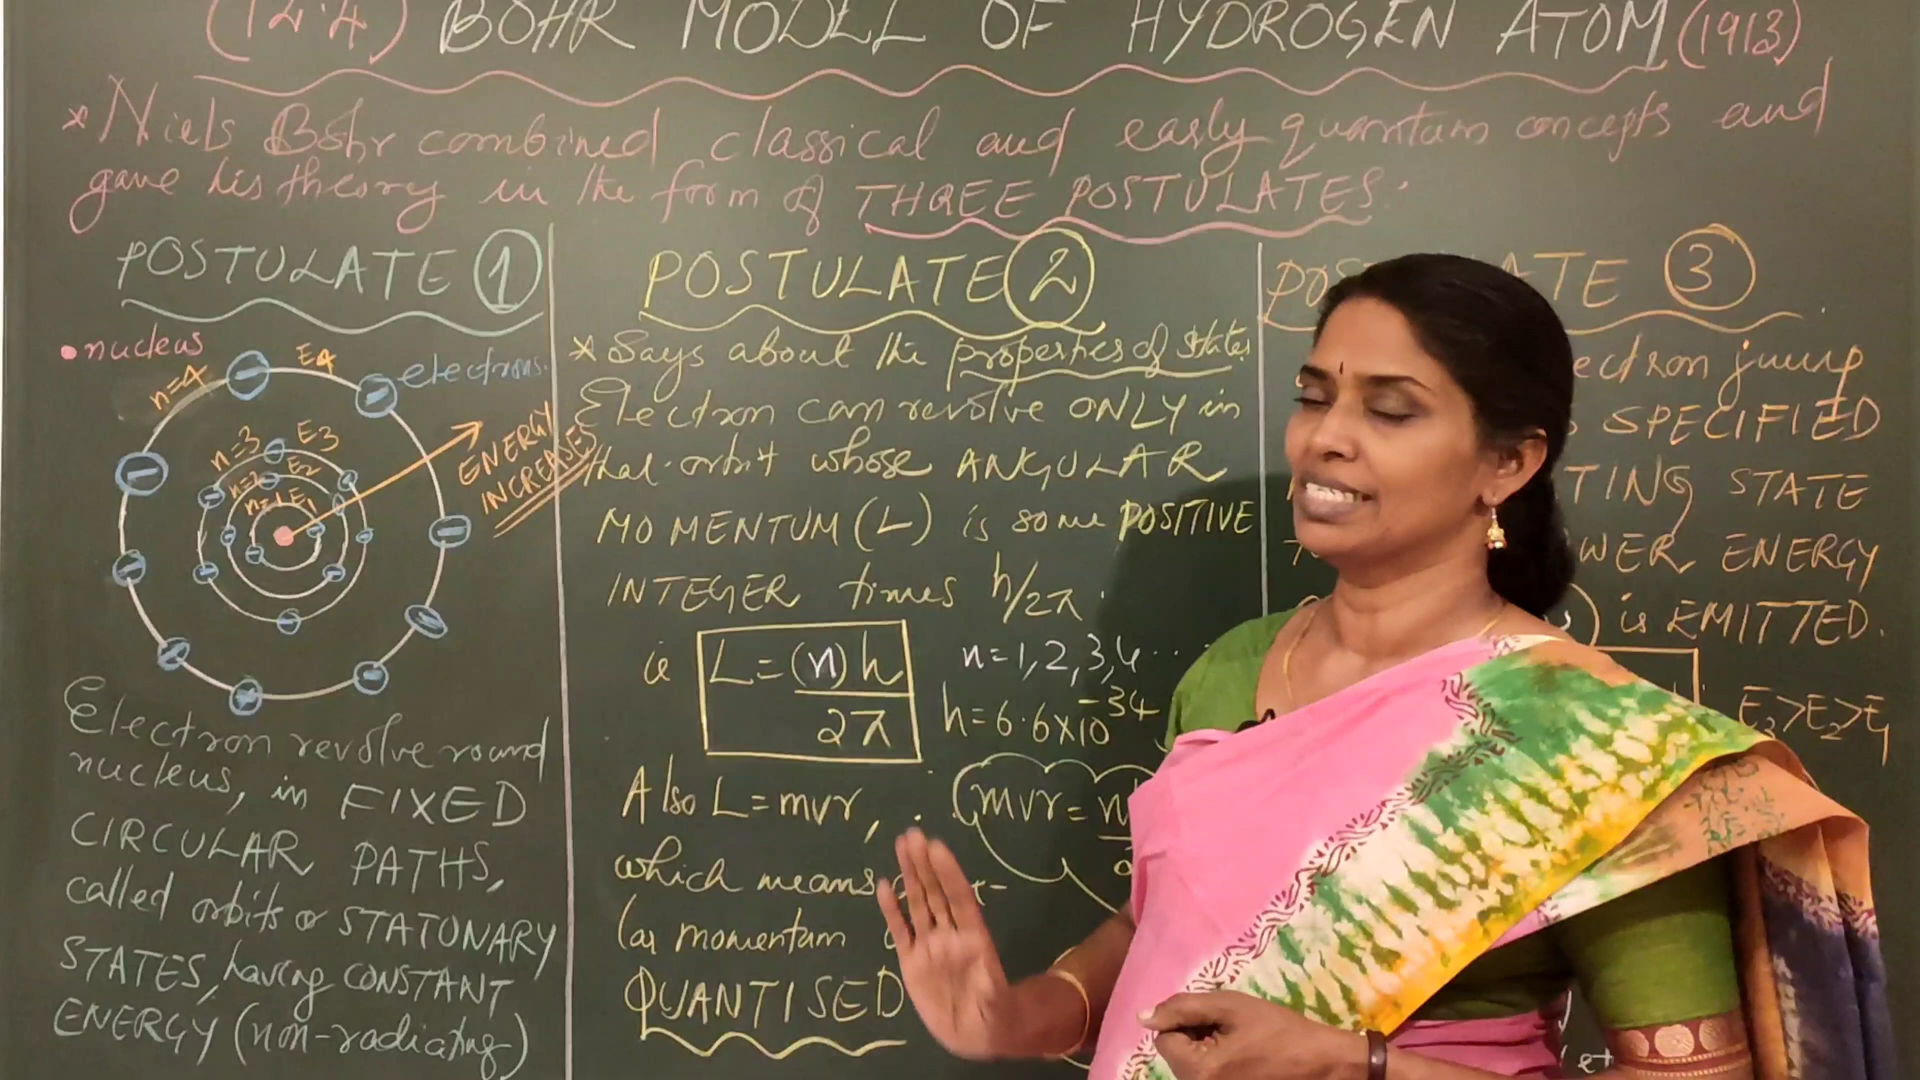 (12.4) BOHR MODEL OF HYDROGEN ATOM (1913)
* Niels Bohr combined classical and early quantum concepts and
gave his theory in the form of THREE POSTULATES.
POSTULATE 1
• nucleus
n=4
E4
electrons.
n=3
E3
n=2
E2
n=1
E1
ENERGY
INCREASES
Electron revolve round
nucleus, in FIXED
CIRCULAR PATHS,
called orbits or STATONARY
STATES, having CONSTANT
ENERGY (non-radiating)
POSTULATE 2
* Says about the properties of states
Electron can revolve ONLY in
that orbit whose ANGULAR
MOMENTUM (L) is some POSITIVE
INTEGER times h/2π.
ie L = (n)h / 2π
n=1,2,3,4...
h=6.6x10^-34
Also L=mvr, ∴ mvr = n
which means
lar momentum
QUANTISED
POSTULATE 3
ectron jump
SPECIFIED
TING STATE
WER ENERGY
) is EMITTED.
E3>E2>E1